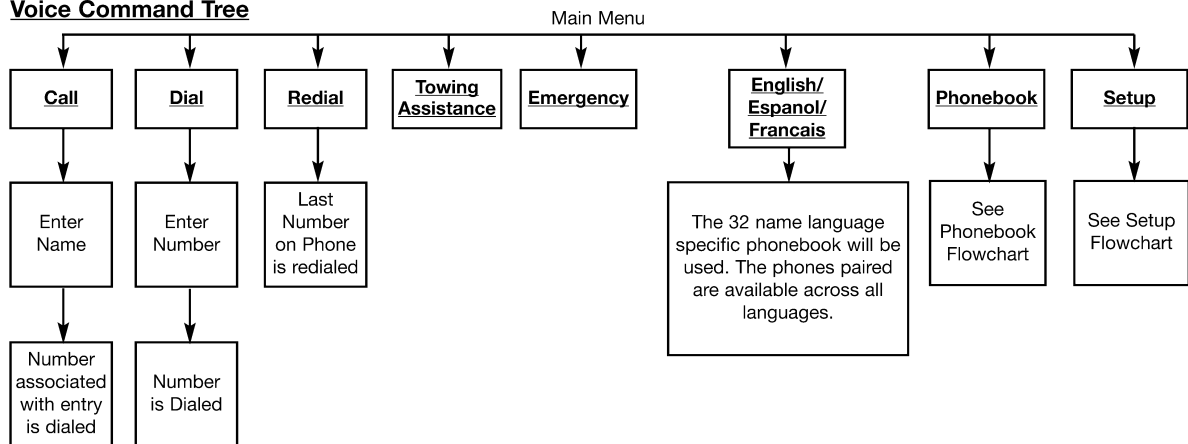 Voice Command Tree
Main Menu
Call
Dial
Redial
Towing
Assistance
Emergency
English/
Espanol/
Francais
Phonebook
Setup
Enter
Name
Enter
Number
Last
Number
on Phone
is redialed
The 32 name language
specific phonebook will be
used. The phones paired
are available across all
languages.
See
Phonebook
Flowchart
See Setup
Flowchart
Number
associated
with entry
is dialed
Number
is Dialed